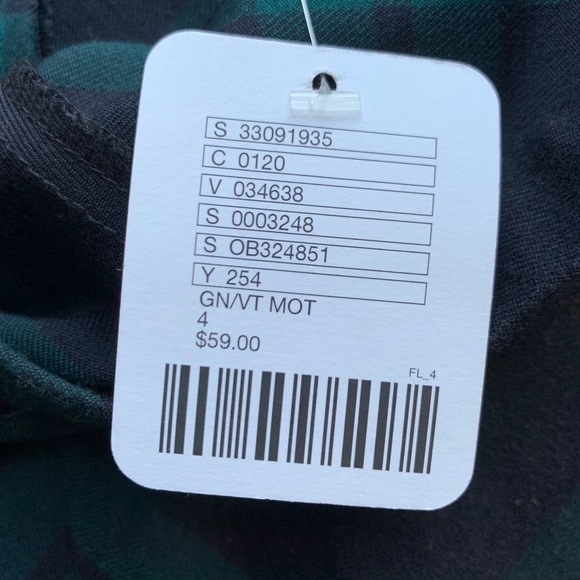 S 33091935
C 0120
V 034638
S 0003248
S OB324851
Y 254
GN/VT MOT
4
$59.00
FL_4